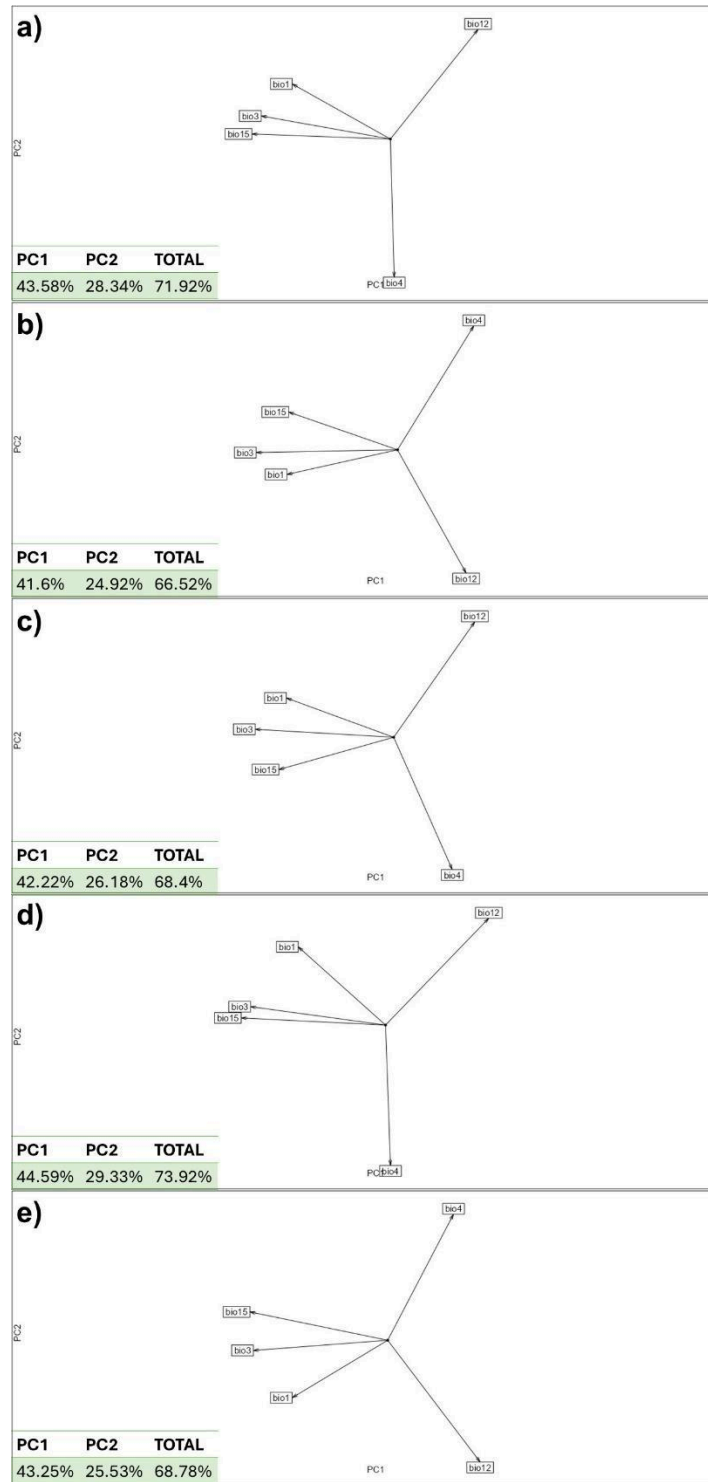 a)
bio12
bio1
bio3
bio15
PC2
PC1 bio4
PC1 PC2 TOTAL
43.58% 28.34% 71.92%
b)
bio4
bio15
bio3
bio1
PC2
bio12
PC1
PC1 PC2 TOTAL
41.6% 24.92% 66.52%
c)
bio12
bio1
bio3
bio15
PC2
bio4
PC1
PC1 PC2 TOTAL
42.22% 26.18% 68.4%
d)
bio12
bio1
bio3
bio15
PC2
bio4
PC1 PC2 TOTAL
44.59% 29.33% 73.92%
e)
bio4
bio15
bio3
bio1
PC2
bio12
PC1
PC1 PC2 TOTAL
43.25% 25.53% 68.78%